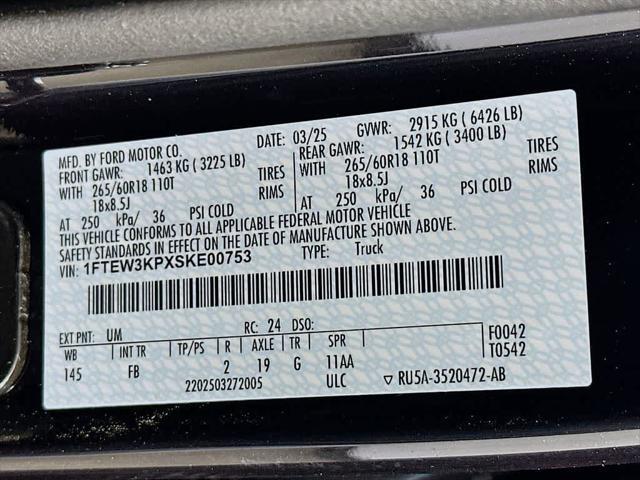 MFD. BY FORD MOTOR CO. DATE: 03/25 GVWR: 2915 KG ( 6426 LB)
FRONT GAWR: 1463 KG ( 3225 LB) REAR GAWR: 1542 KG ( 3400 LB)
WITH 265/60R18 110T TIRES WITH 265/60R18 110T TIRES
18x8.5J RIMS 18x8.5J RIMS
AT 250 kPa/ 36 PSI COLD AT 250 kPa/ 36 PSI COLD
THIS VEHICLE CONFORMS TO ALL APPLICABLE FEDERAL MOTOR VEHICLE
SAFETY STANDARDS IN EFFECT ON THE DATE OF MANUFACTURE SHOWN ABOVE.
VIN: 1FTEW3KPXSKE00753 TYPE: Truck
EXT PNT: UM RC: 24 DSO: F0042
WB INT TR TP/PS R AXLE TR SPR T0542
145 FB 2 19 G 11AA
2202503272005 ULC ▽ RU5A-3520472-AB